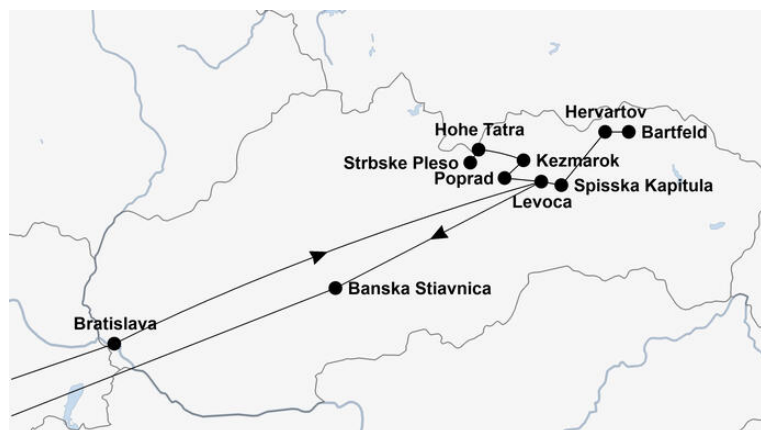 Hervartov
Hohe Tatra
Bartfeld
Strbske Pleso
Kezmarok
Poprad
Spisska Kapitula
Levoca
Banska Stiavnica
Bratislava